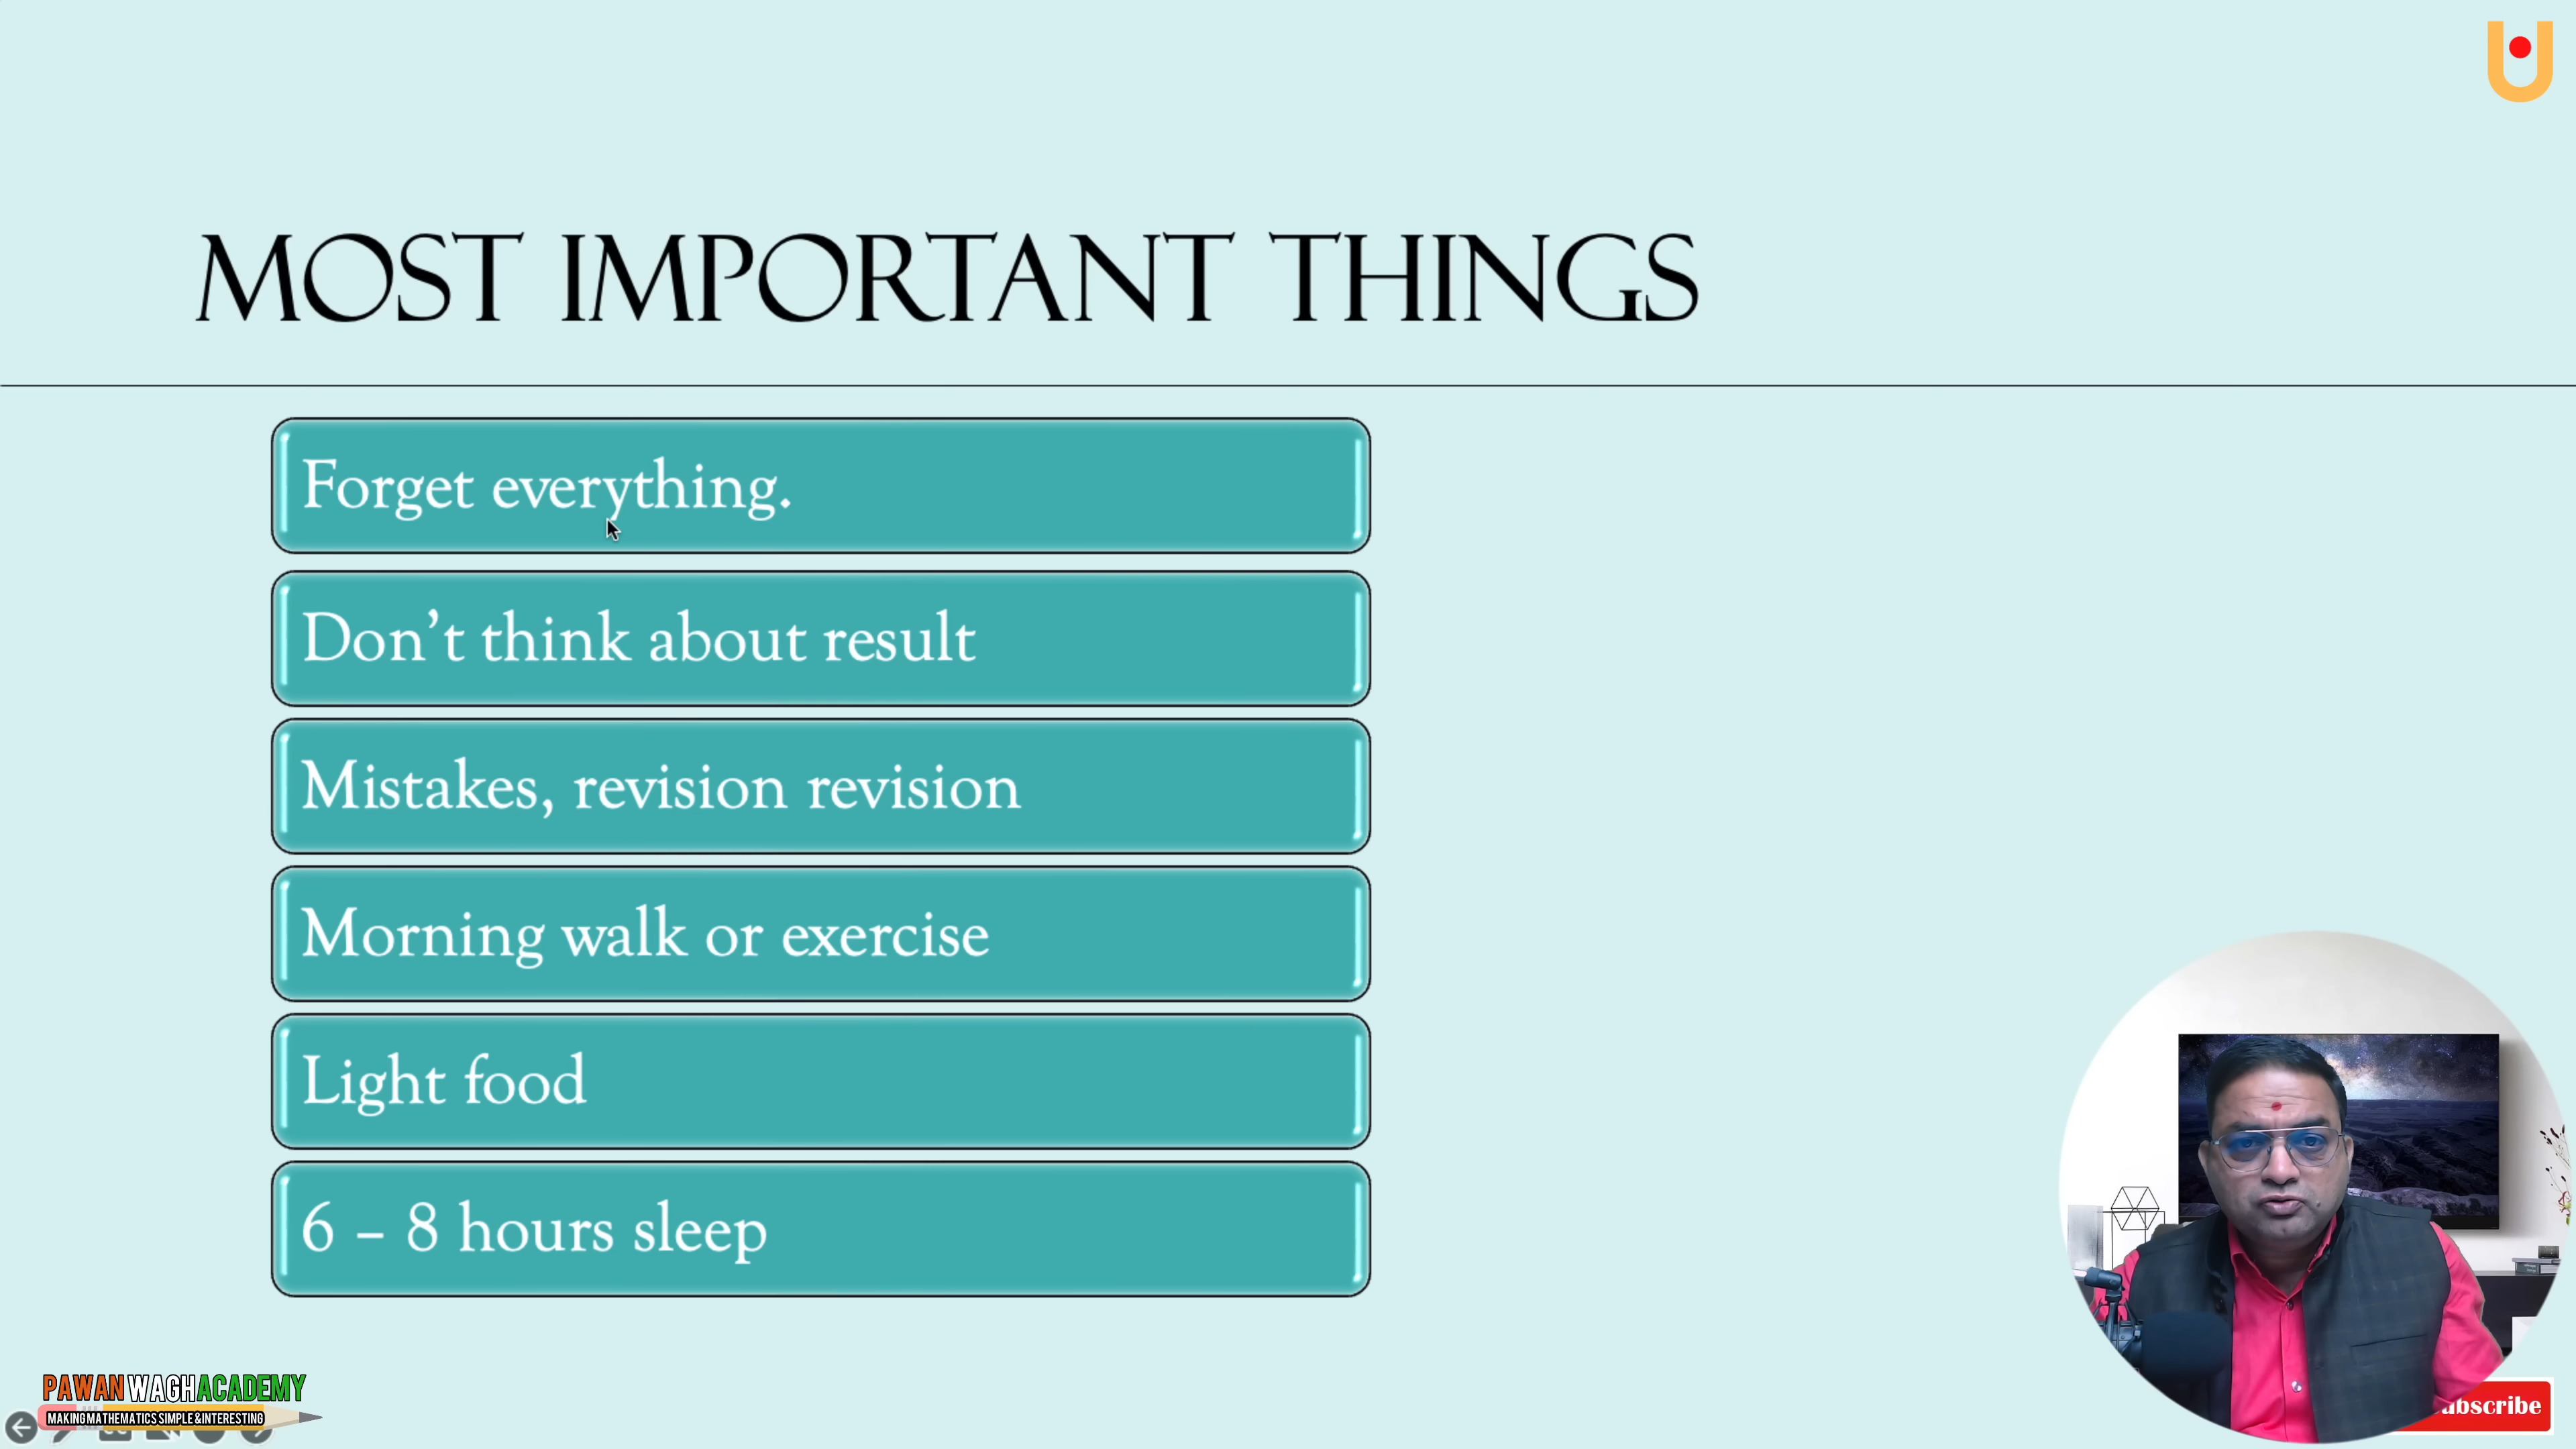 MOST IMPORTANT THINGS
Forget everything.
Don’t think about result
Mistakes, revision revision
Morning walk or exercise
Light food
6 – 8 hours sleep
PAWAN WAGH ACADEMY
MAKING MATHEMATICS SIMPLE & INTERESTING
ubscribe